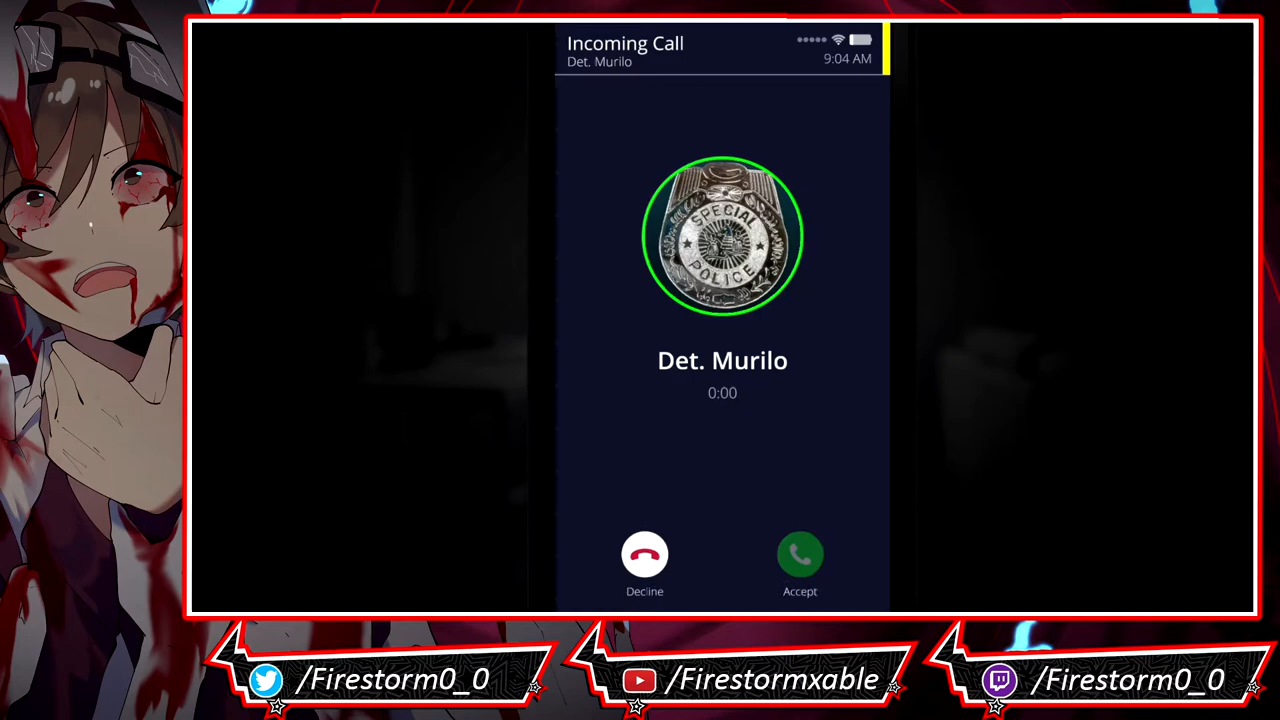 Incoming Call
Det. Murilo
9:04 AM
SPECIAL
POLICE
Det. Murilo
0:00
Decline
Accept
/Firestorm0_0
/Firestormxable
/Firestorm0_0